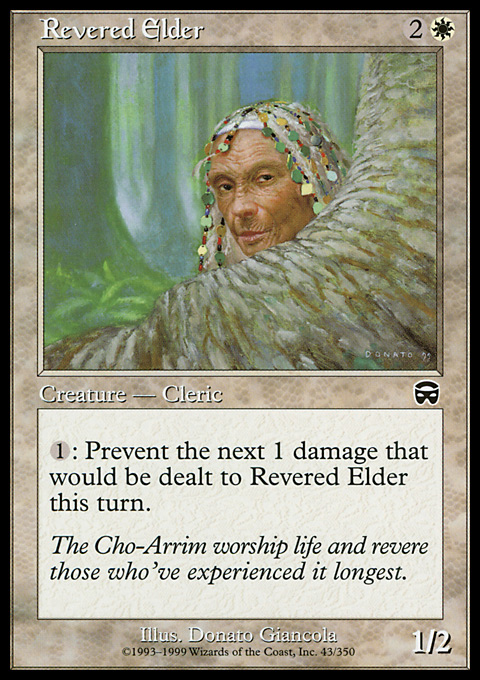 Revered Elder 2
DONATO 99
Creature — Cleric
1: Prevent the next 1 damage that
would be dealt to Revered Elder
this turn.
The Cho-Arrim worship life and revere
those who've experienced it longest.
Illus. Donato Giancola
©1993–1999 Wizards of the Coast, Inc. 43/350
1/2